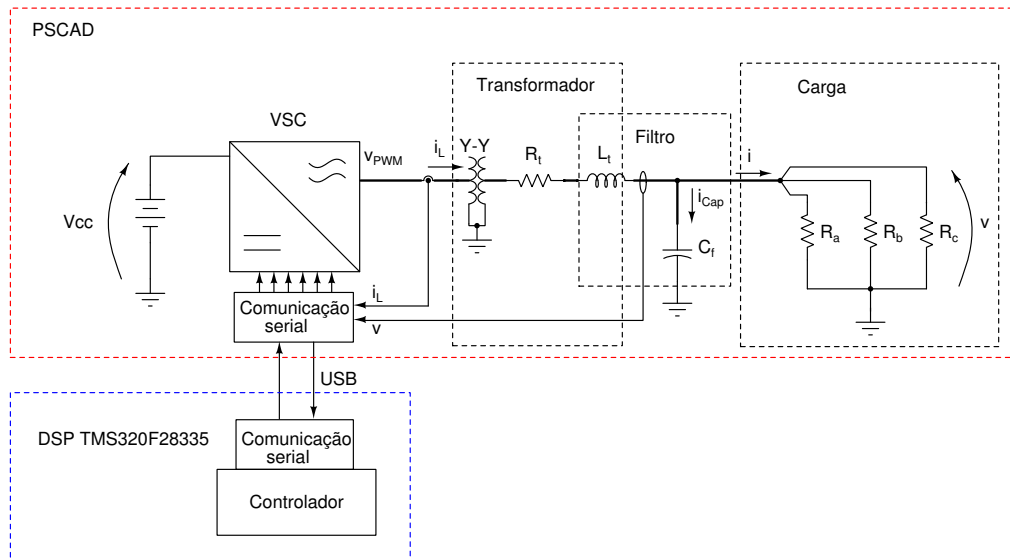 PSCAD
Transformador
Carga
VSC
Filtro
Vcc
v_PWM
i_L
Y-Y
R_t
L_t
i
i_Cap
C_f
R_a
R_b
R_c
v
Comunicação
serial
i_L
v
USB
DSP TMS320F28335
Comunicação
serial
Controlador